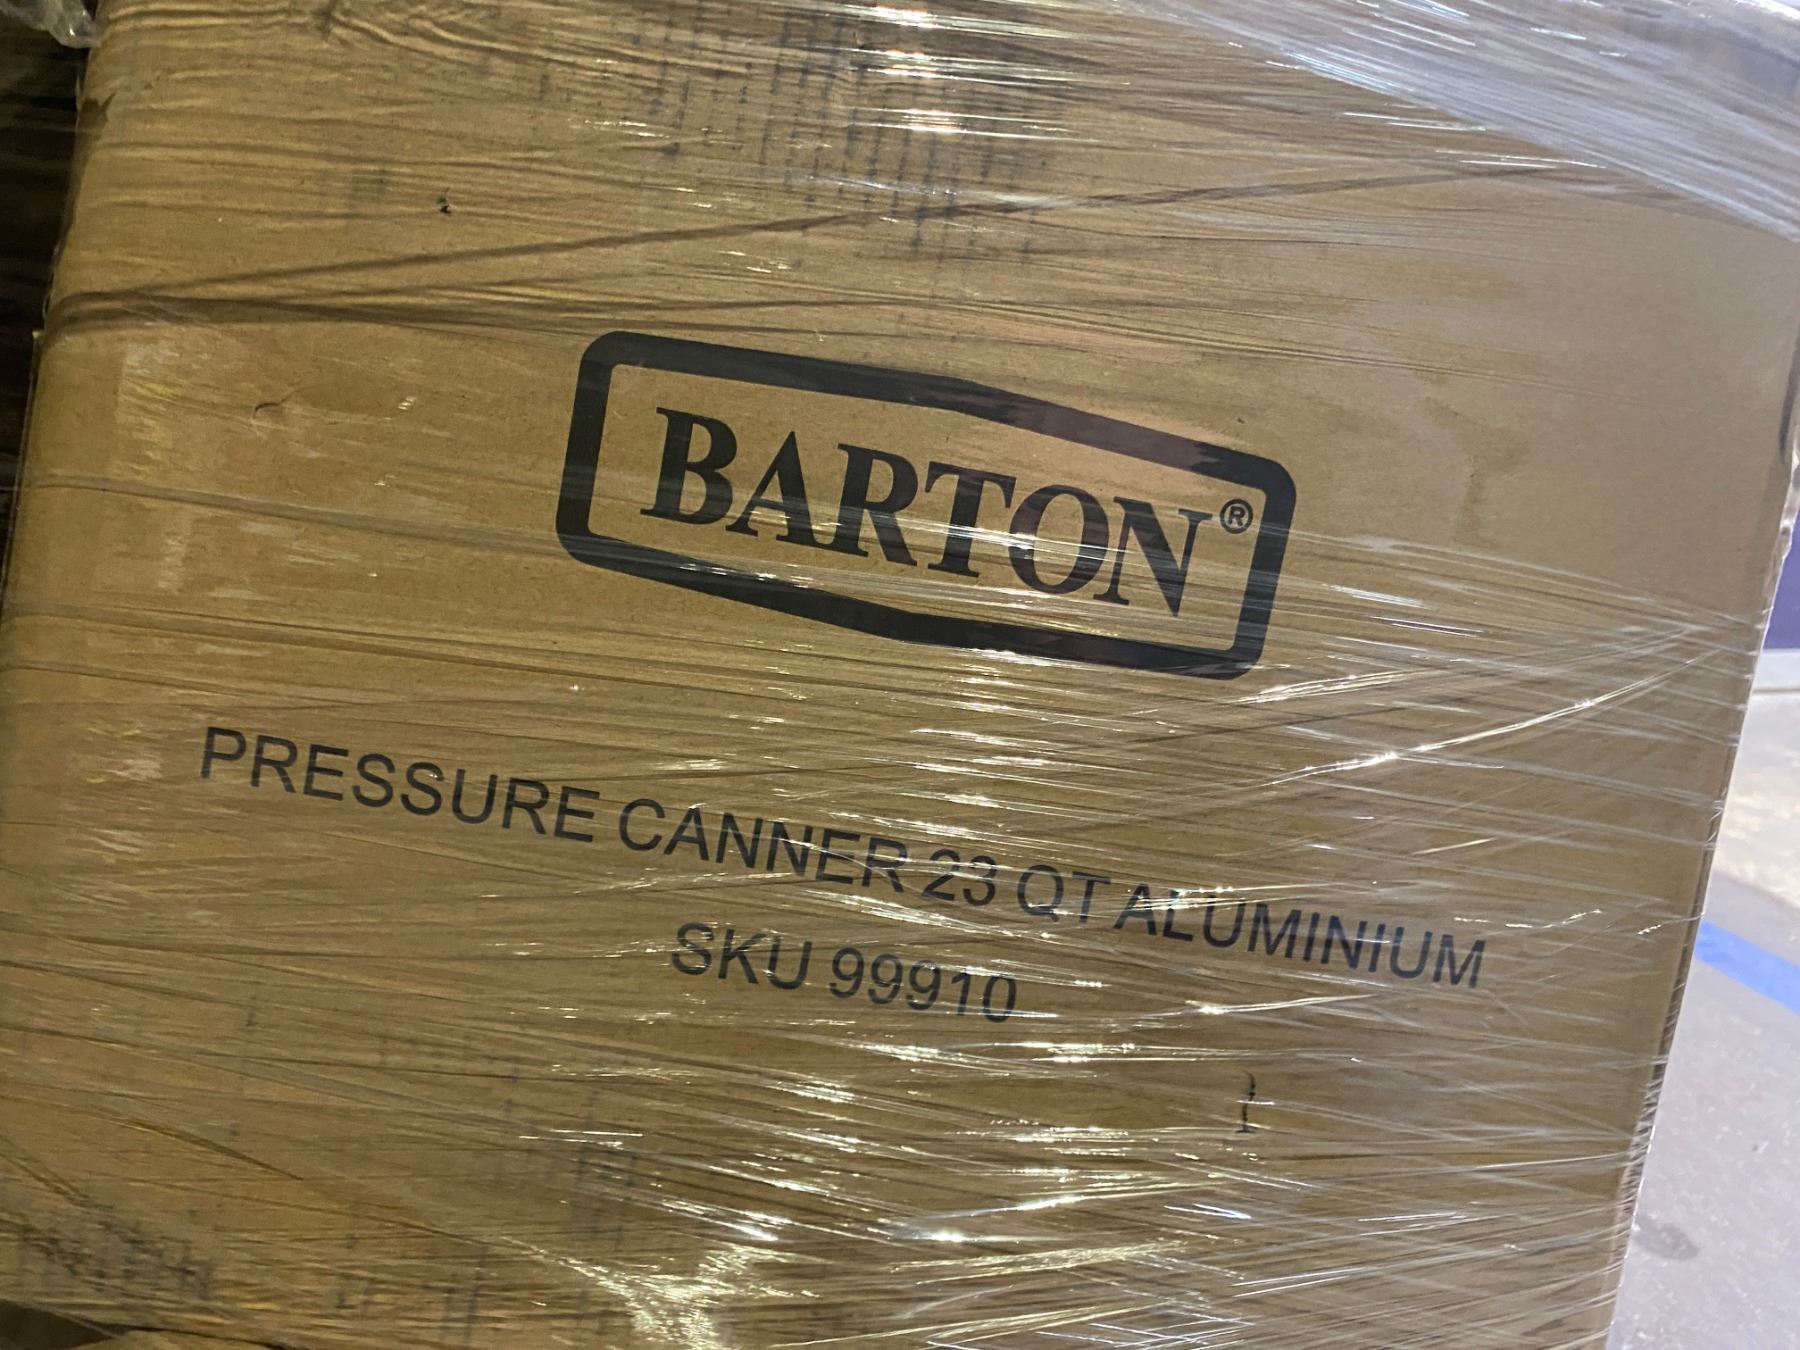 BARTON®
PRESSURE CANNER 23 QT ALUMINIUM
SKU 99910